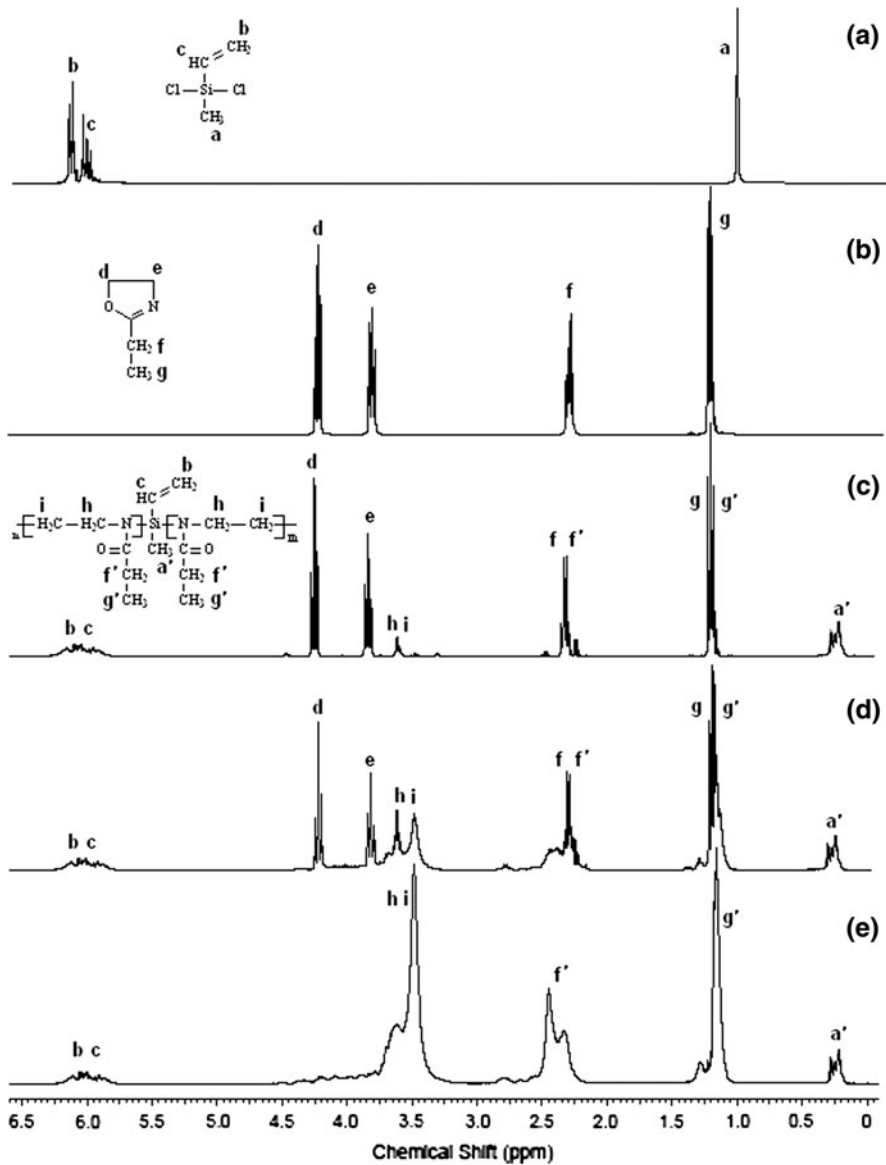 (a)
b
c
b
c HC=CH₂
Cl—Si—Cl
CH₃
a
a
(b)
d
e
f
g
d e
O N
CH₂ f
CH₃ g
(c)
d
e
h i
f f'
g g'
a'
b c
b
c HC=CH₂
i h h i
n[H₂C—H₂C—N]Si[N—CH₂—CH₂]m
O=C CH₃ C=O
f' CH₂ a' CH₂ f'
g' CH₃ CH₃ g'
(d)
b c
d
e
h i
f f'
g g'
a'
(e)
b c
h i
f'
g'
a'
6.5 6.0 5.5 5.0 4.5 4.0 3.5 3.0 2.5 2.0 1.5 1.0 0.5 0
Chemical Shift (ppm)